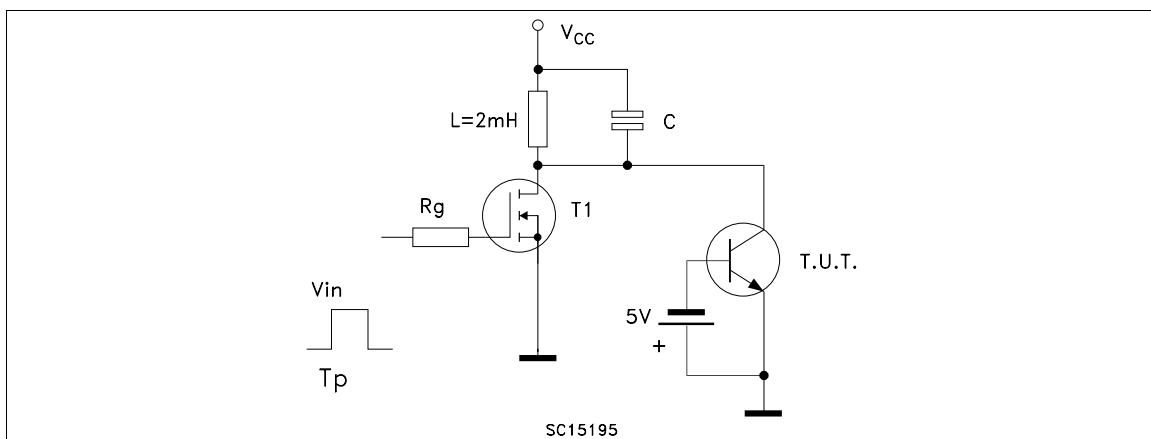 VCC
L=2mH
C
Rg
T1
T.U.T.
Vin
5V
+
Tp
SC15195